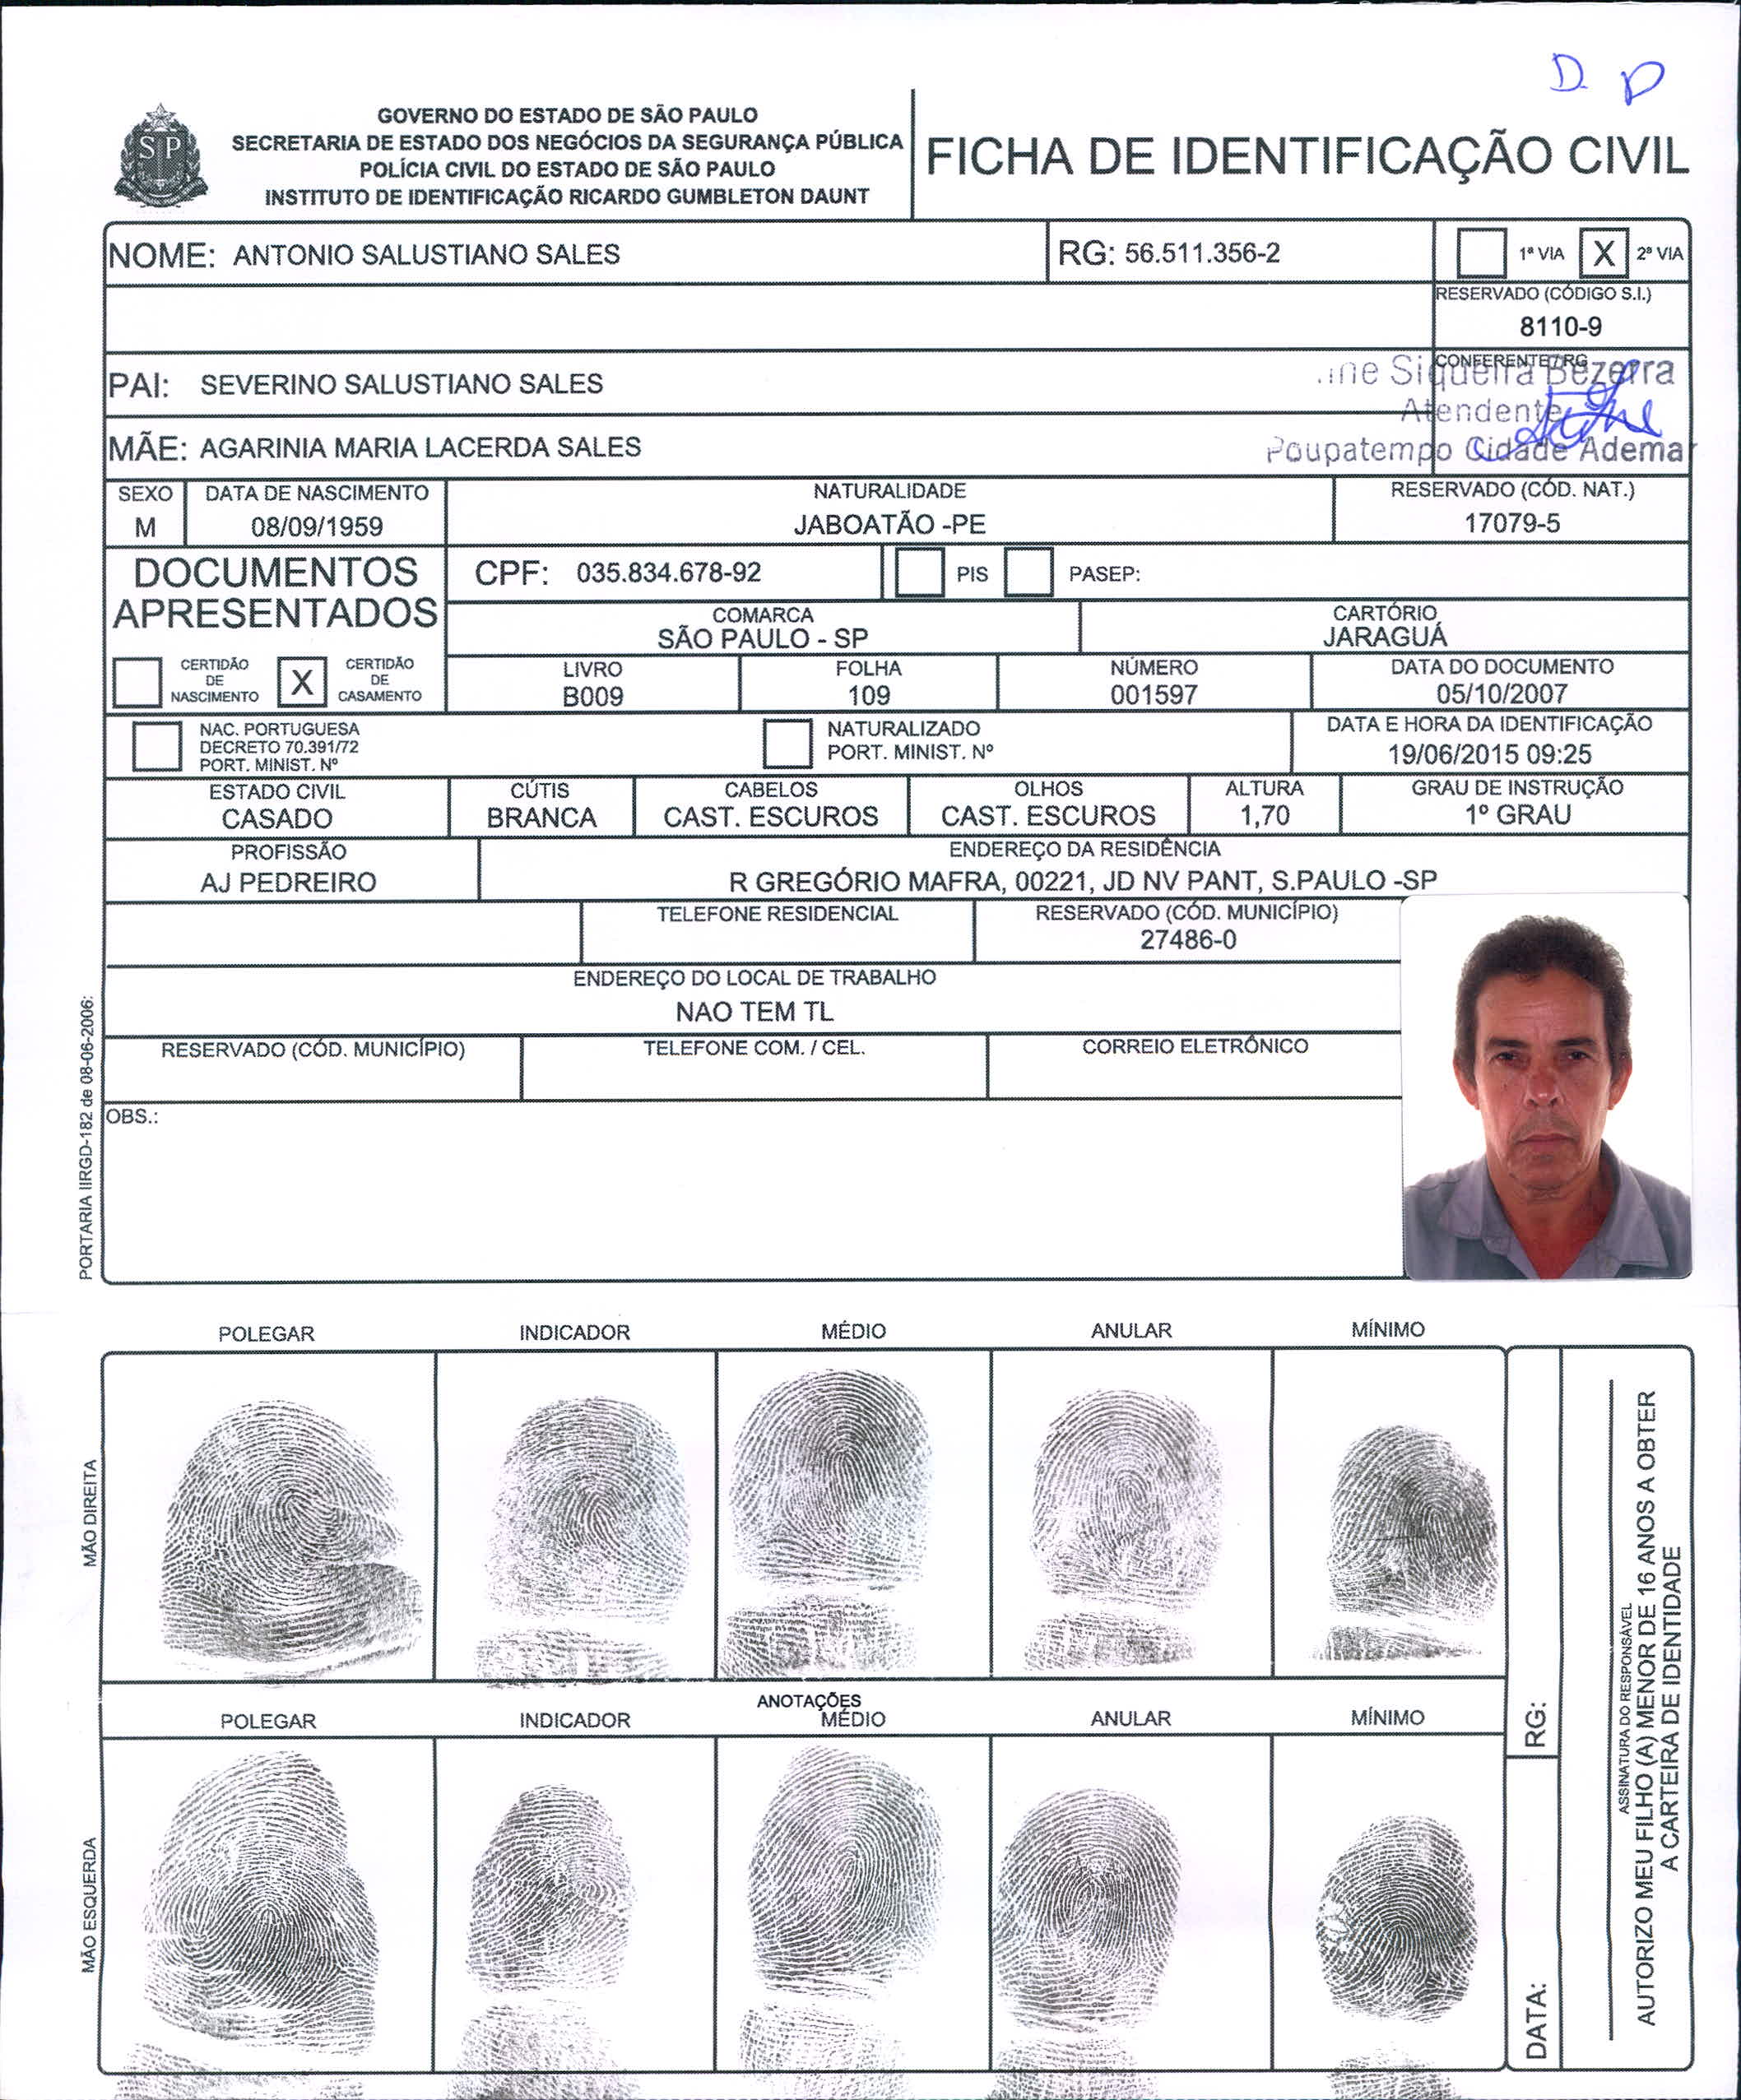 D. D
GOVERNO DO ESTADO DE SÃO PAULO
SECRETARIA DE ESTADO DOS NEGÓCIOS DA SEGURANÇA PÚBLICA
POLÍCIA CIVIL DO ESTADO DE SÃO PAULO
INSTITUTO DE IDENTIFICAÇÃO RICARDO GUMBLETON DAUNT
SP
FICHA DE IDENTIFICAÇÃO CIVIL
NOME: ANTONIO SALUSTIANO SALES
RG: 56.511.356-2
1ª VIA X 2ª VIA
RESERVADO (CÓDIGO S.I.)
8110-9
PAI: SEVERINO SALUSTIANO SALES
CONFERENTE / RG
Siqueira Bezerra
Atendente
Poupatempo Cidade Ademar
MÃE: AGARINIA MARIA LACERDA SALES
SEXO
M
DATA DE NASCIMENTO
08/09/1959
NATURALIDADE
JABOATÃO -PE
RESERVADO (CÓD. NAT.)
17079-5
DOCUMENTOS
APRESENTADOS
CPF: 035.834.678-92
PIS PASEP:
COMARCA
SÃO PAULO - SP
CARTÓRIO
JARAGUÁ
CERTIDÃO
DE
NASCIMENTO
X
CERTIDÃO
DE
CASAMENTO
LIVRO
B009
FOLHA
109
NÚMERO
001597
DATA DO DOCUMENTO
05/10/2007
NAC. PORTUGUESA
DECRETO 70.391/72
PORT. MINIST. Nº
NATURALIZADO
PORT. MINIST. Nº
DATA E HORA DA IDENTIFICAÇÃO
19/06/2015 09:25
ESTADO CIVIL
CASADO
CÚTIS
BRANCA
CABELOS
CAST. ESCUROS
OLHOS
CAST. ESCUROS
ALTURA
1,70
GRAU DE INSTRUÇÃO
1º GRAU
PROFISSÃO
AJ PEDREIRO
ENDEREÇO DA RESIDÊNCIA
R GREGÓRIO MAFRA, 00221, JD NV PANT, S.PAULO -SP
TELEFONE RESIDENCIAL
RESERVADO (CÓD. MUNICÍPIO)
27486-0
ENDEREÇO DO LOCAL DE TRABALHO
NAO TEM TL
RESERVADO (CÓD. MUNICÍPIO)
TELEFONE COM. / CEL.
CORREIO ELETRÔNICO
OBS.:
PORTARIA IIRGD-182 de 08-06-2006:
POLEGAR INDICADOR MÉDIO ANULAR MÍNIMO
MÃO DIREITA
ANOTAÇÕES
POLEGAR INDICADOR MÉDIO ANULAR MÍNIMO
MÃO ESQUERDA
RG:
DATA:
ASSINATURA DO RESPONSÁVEL
AUTORIZO MEU FILHO (A) MENOR DE 16 ANOS A OBTER
A CARTEIRA DE IDENTIDADE